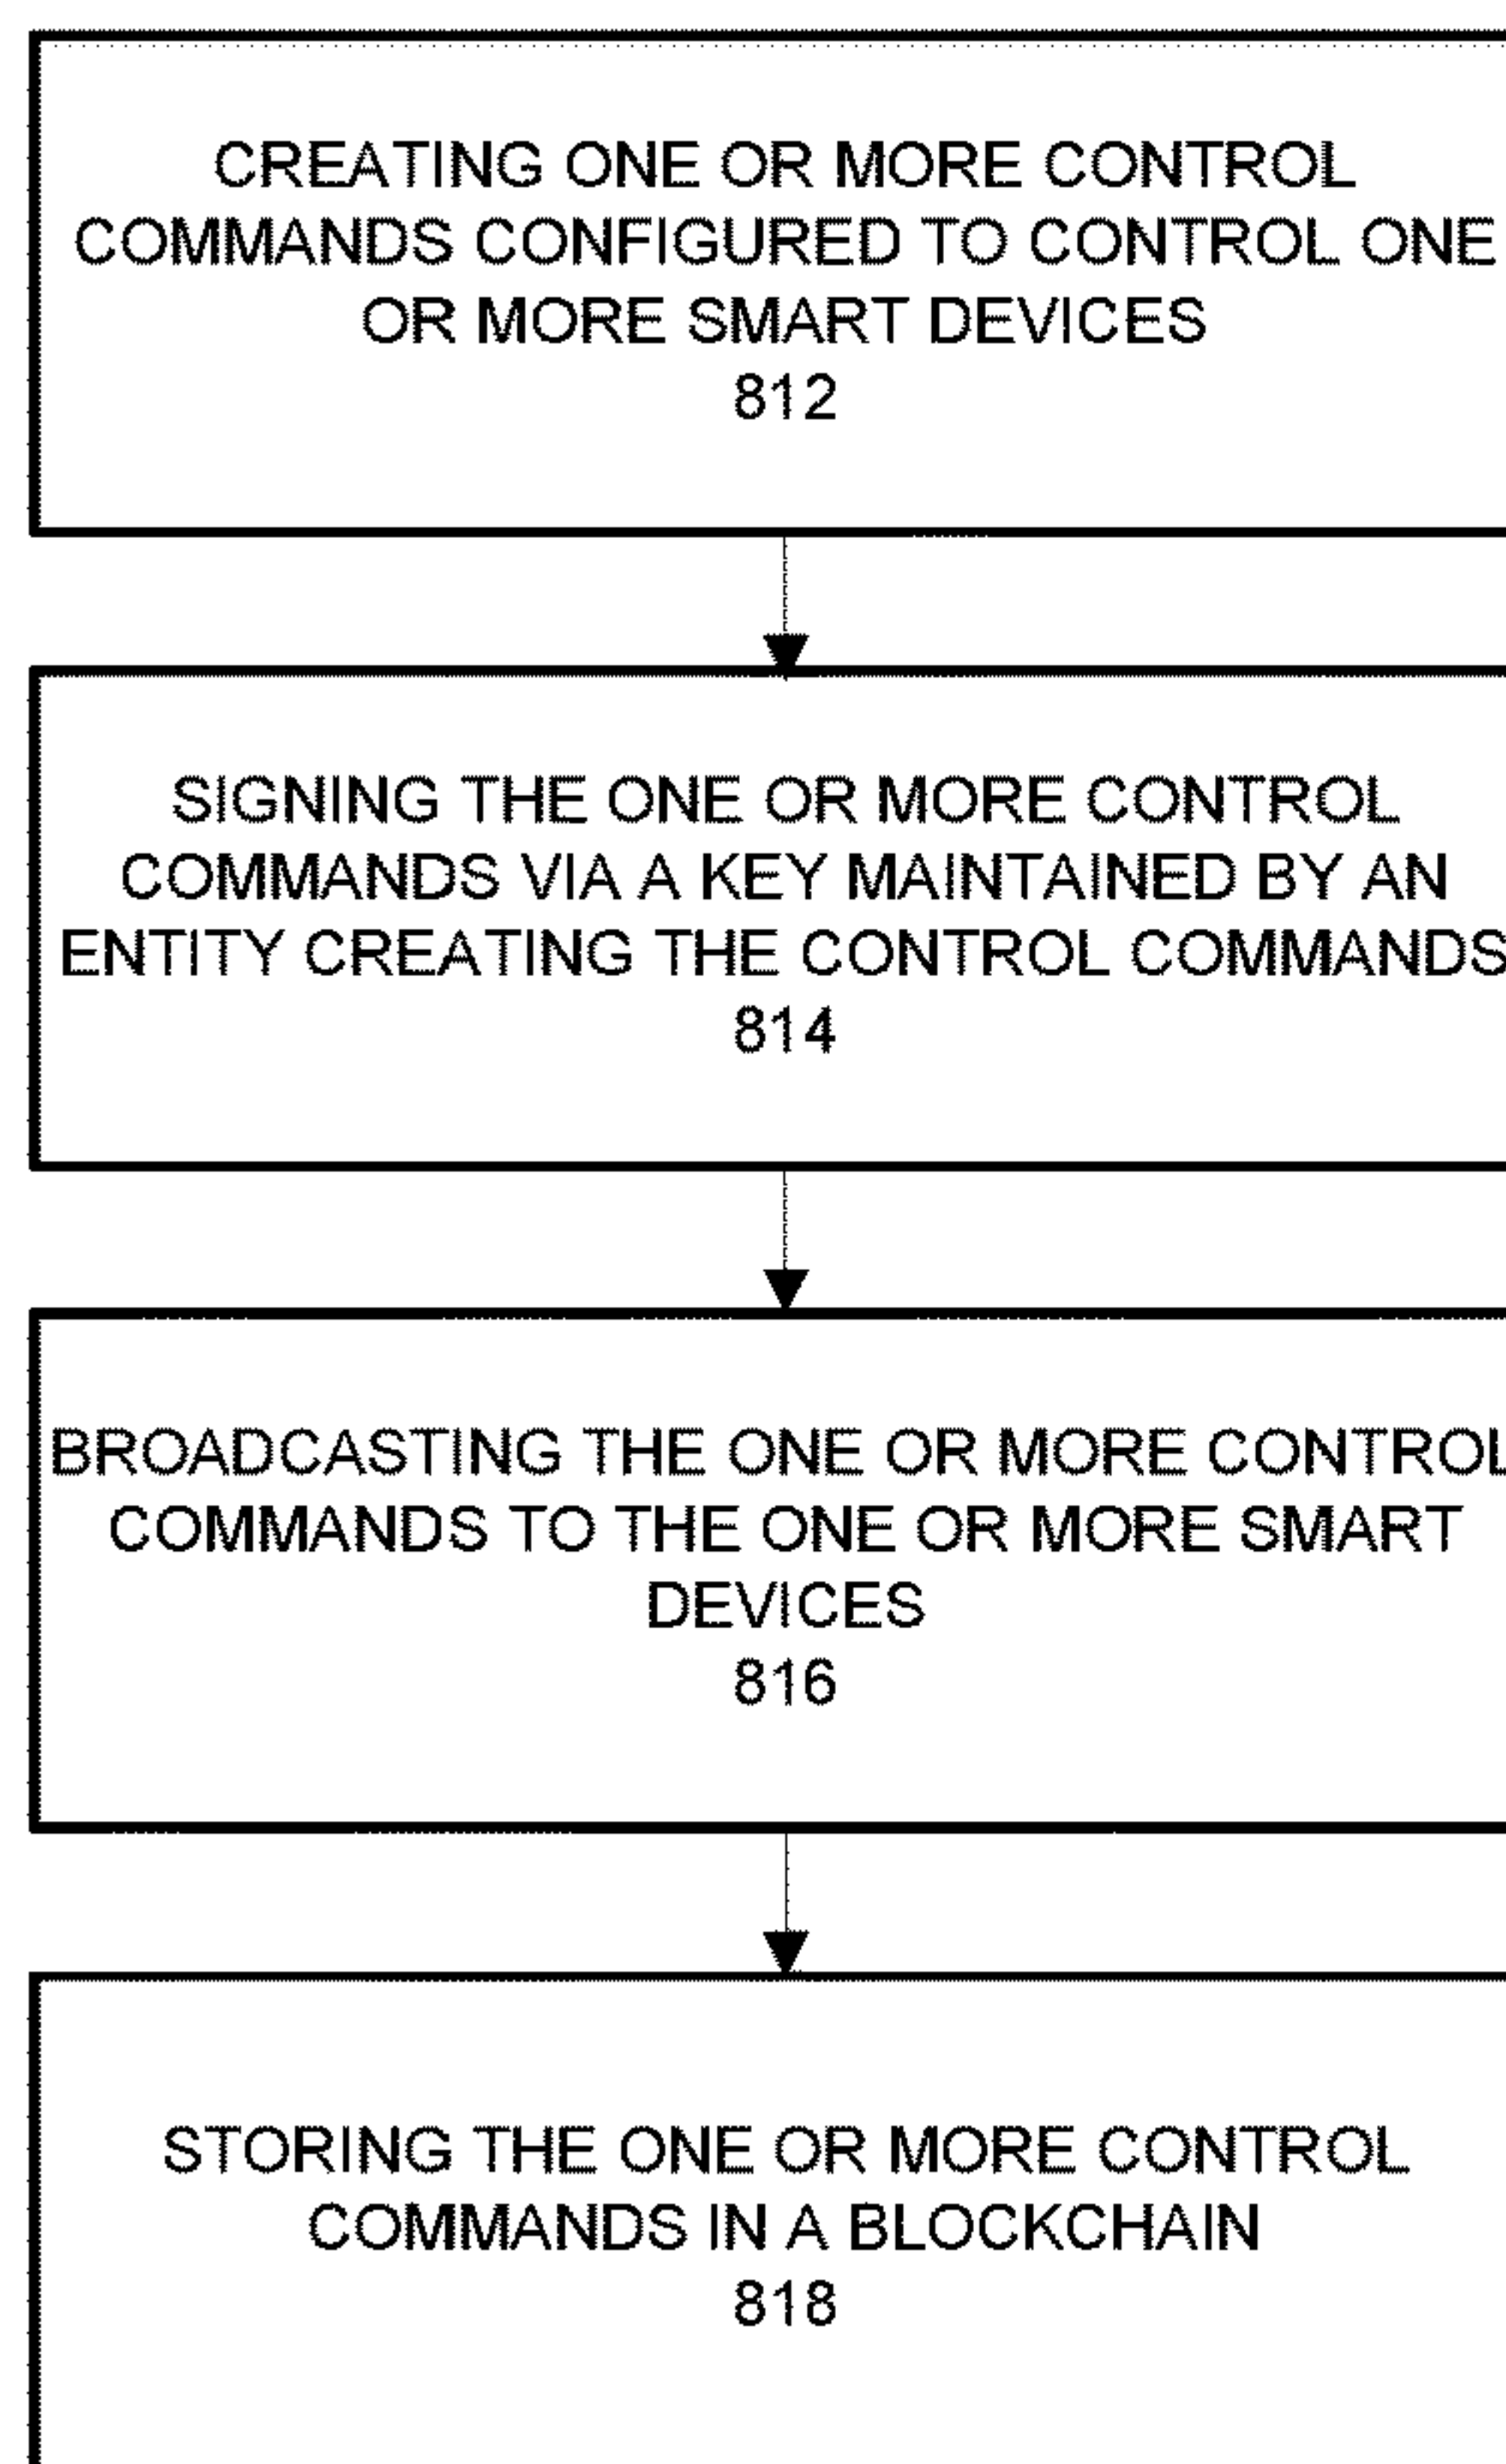 CREATING ONE OR MORE CONTROL
COMMANDS CONFIGURED TO CONTROL ONE
OR MORE SMART DEVICES
812
SIGNING THE ONE OR MORE CONTROL
COMMANDS VIA A KEY MAINTAINED BY AN
ENTITY CREATING THE CONTROL COMMANDS
814
BROADCASTING THE ONE OR MORE CONTROL
COMMANDS TO THE ONE OR MORE SMART
DEVICES
816
STORING THE ONE OR MORE CONTROL
COMMANDS IN A BLOCKCHAIN
818